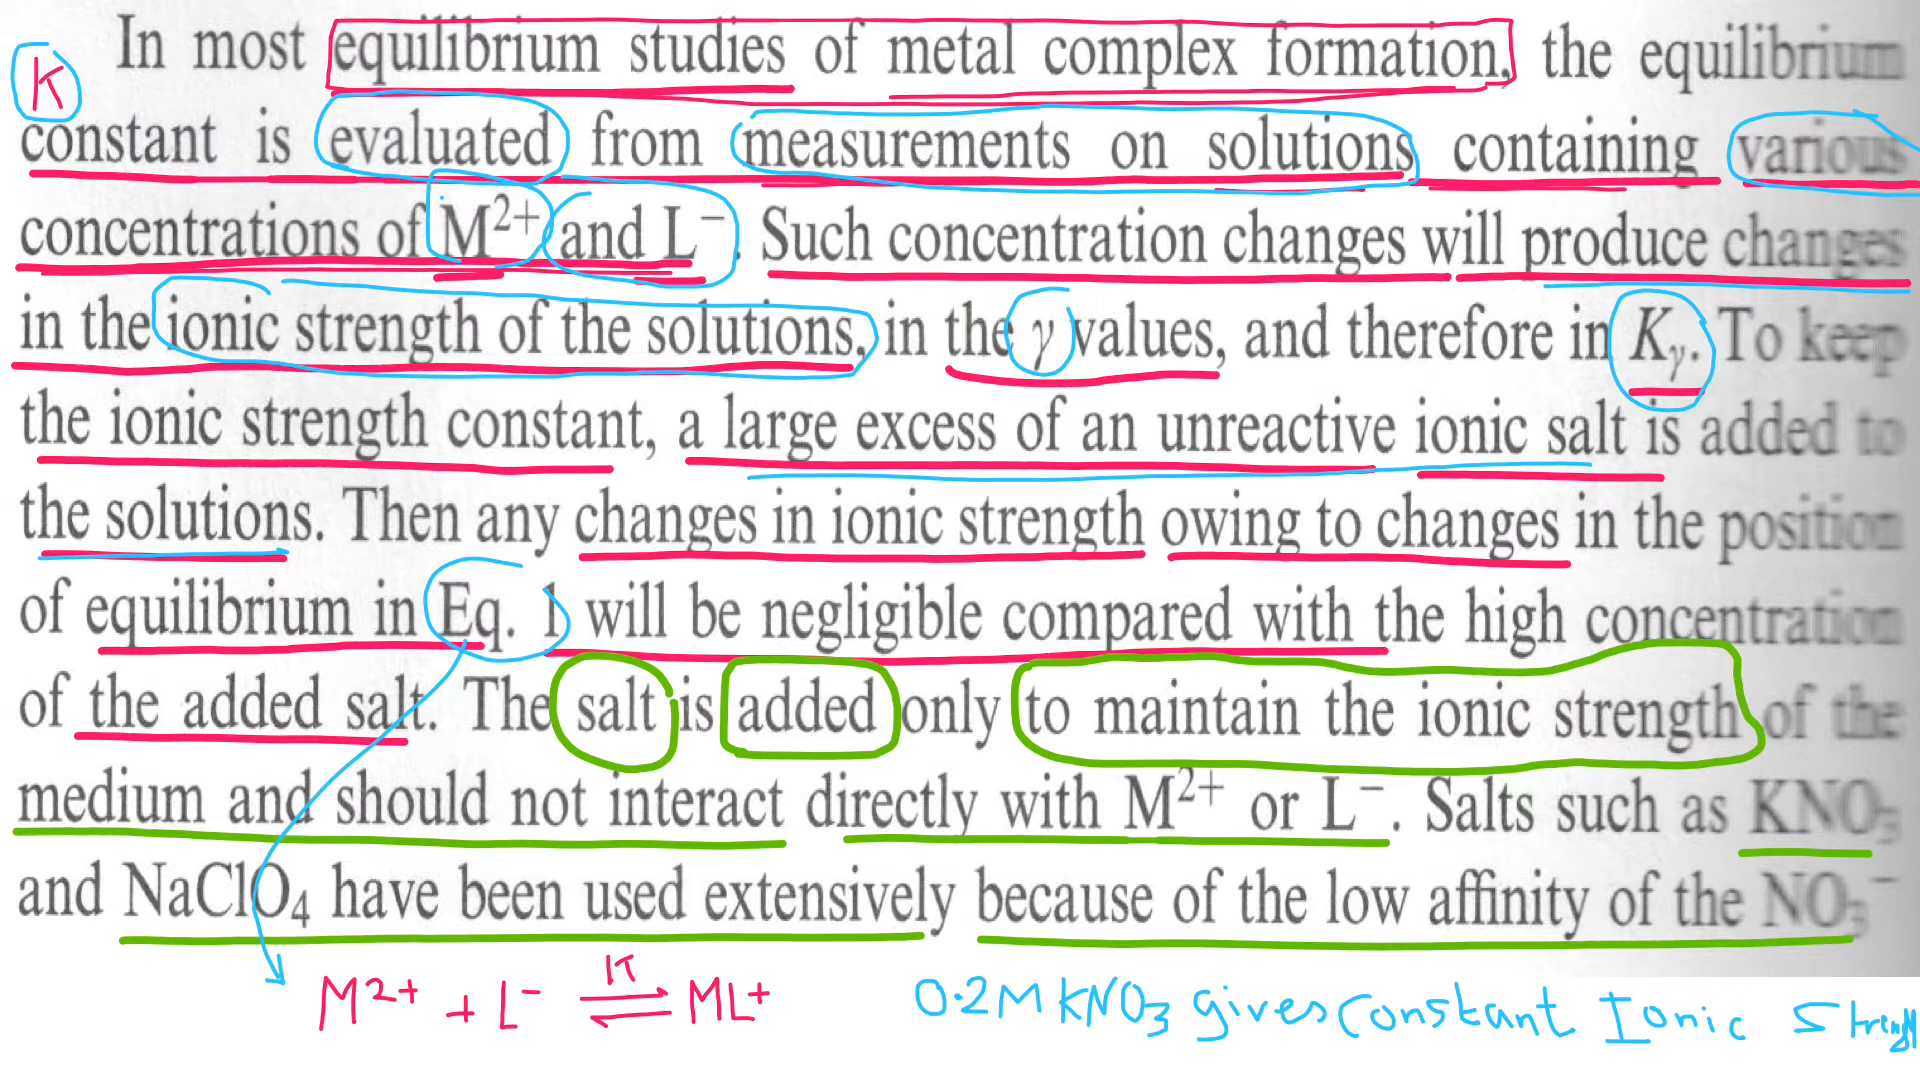 In most equilibrium studies of metal complex formation, the equilibrium
K
constant is evaluated from measurements on solutions containing various
concentrations of M²⁺ and L⁻. Such concentration changes will produce changes
in the ionic strength of the solutions, in the γ values, and therefore in Kᵧ. To keep
the ionic strength constant, a large excess of an unreactive ionic salt is added to
the solutions. Then any changes in ionic strength owing to changes in the position
of equilibrium in Eq. 1 will be negligible compared with the high concentration
of the added salt. The salt is added only to maintain the ionic strength of the
medium and should not interact directly with M²⁺ or L⁻. Salts such as KNO₃
and NaClO₄ have been used extensively because of the low affinity of the NO₃⁻
K
M2+ + L⁻ ⇌ ML+
0.2M KNO3 gives Constant Ionic Strength